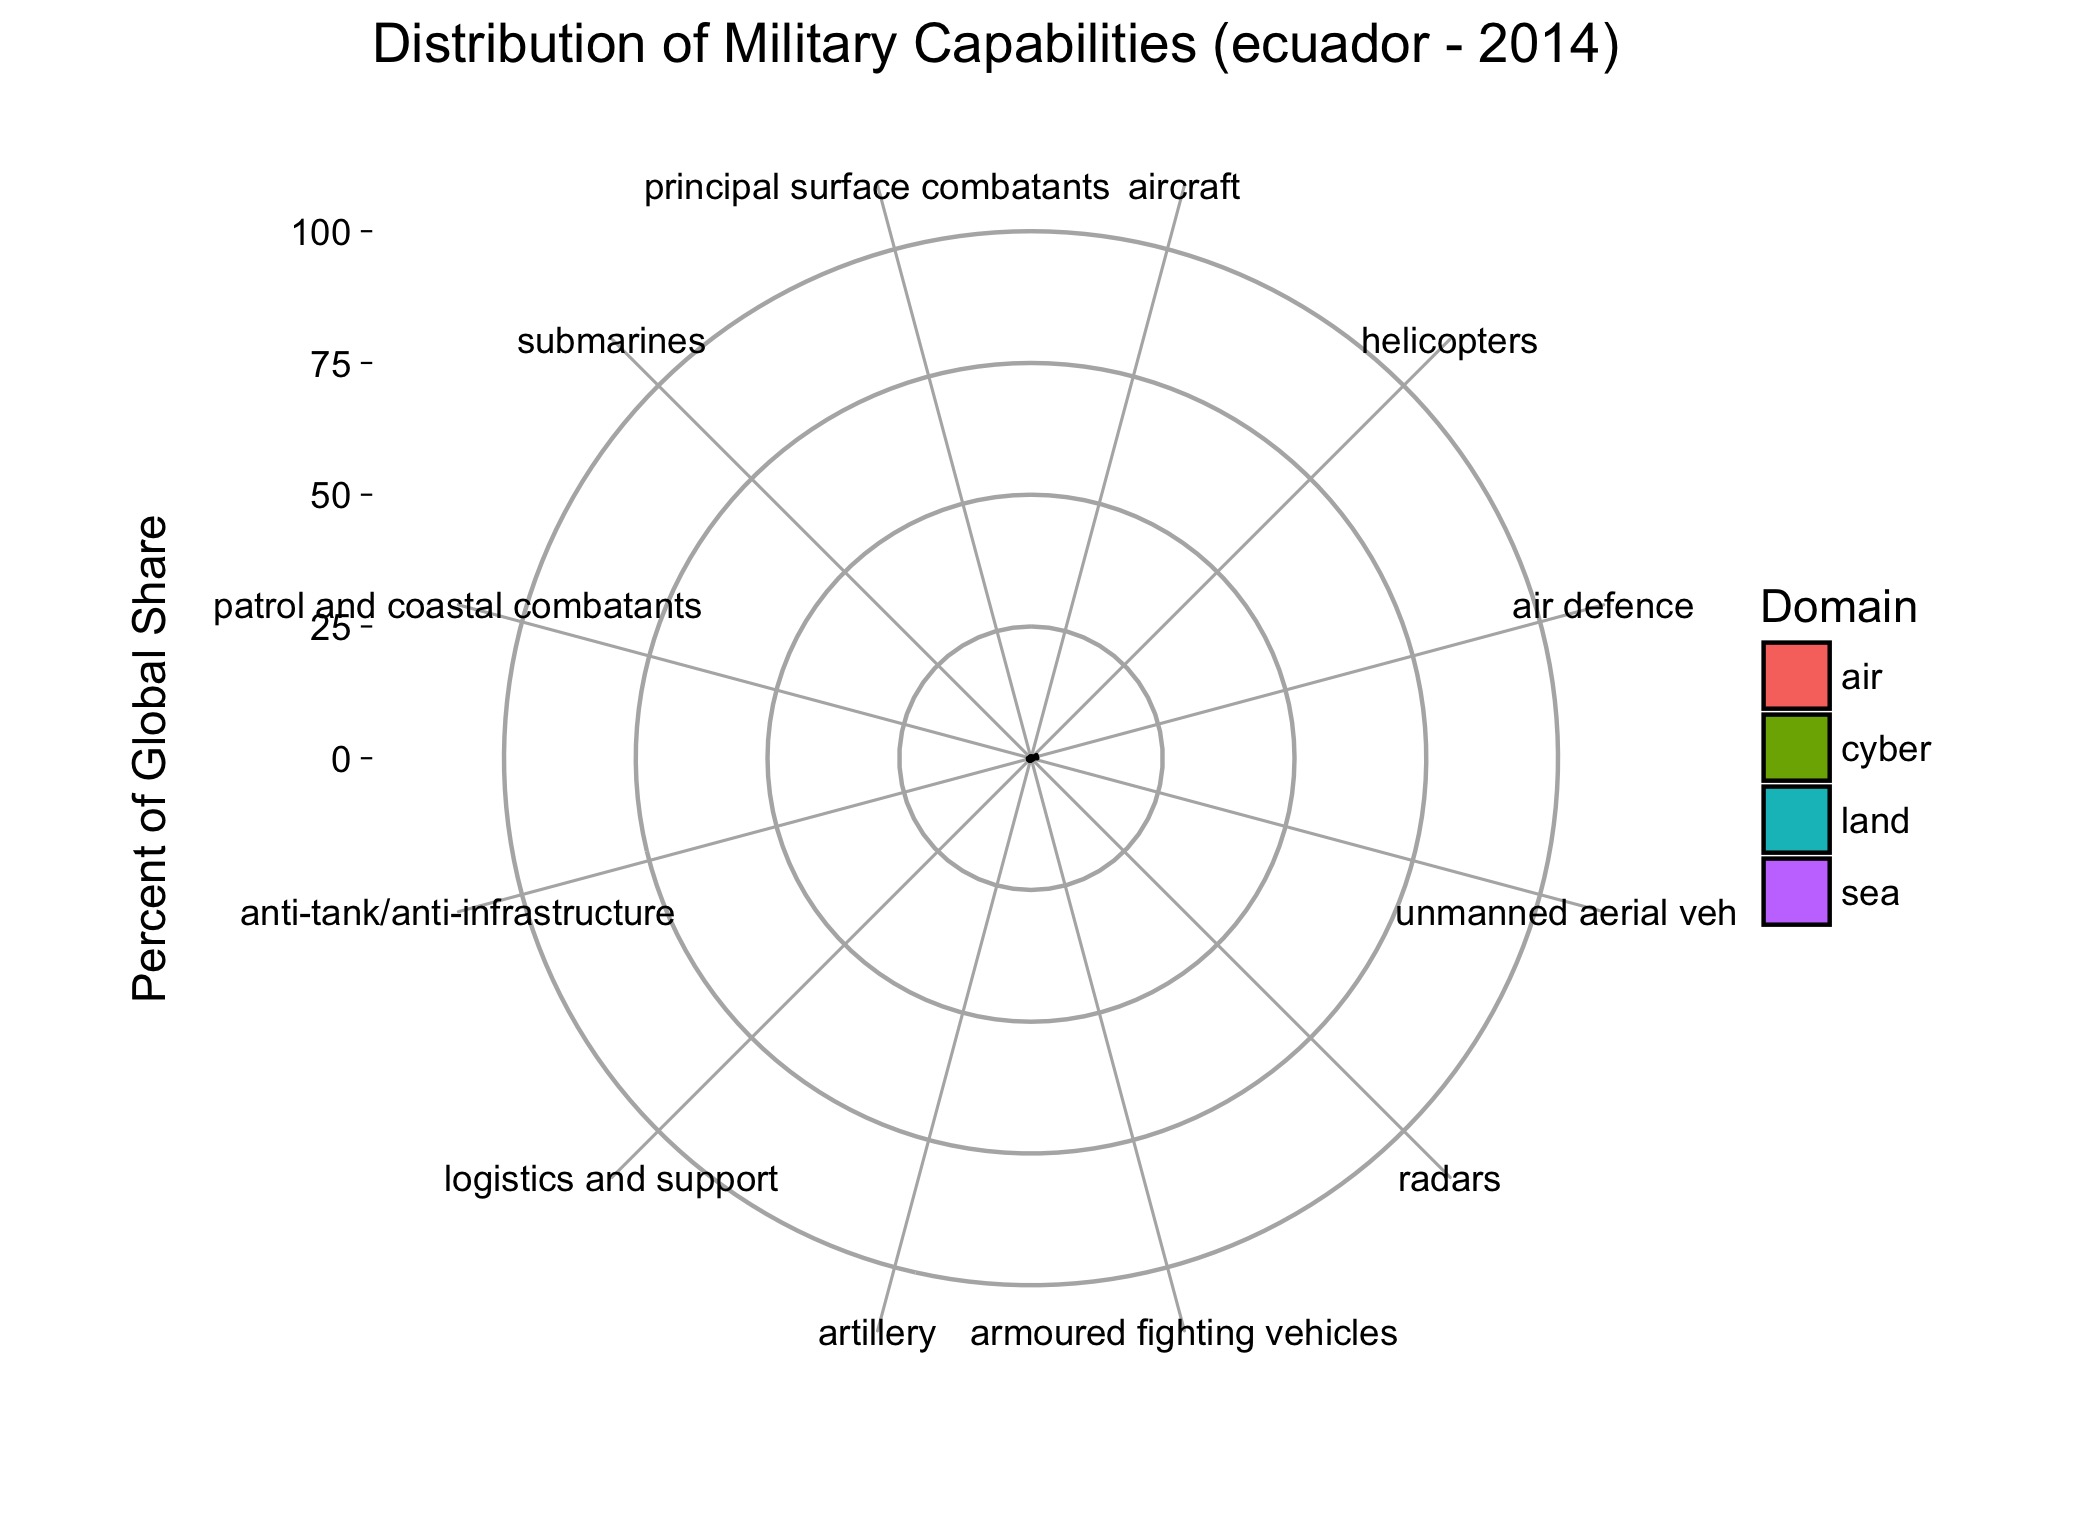 Distribution of Military Capabilities (ecuador - 2014)
principal surface combatants
aircraft
100
submarines
helicopters
75
50
patrol and coastal combatants
air defence
25
0
Percent of Global Share
anti-tank/anti-infrastructure
unmanned aerial veh
logistics and support
radars
artillery
armoured fighting vehicles
Domain
air
cyber
land
sea